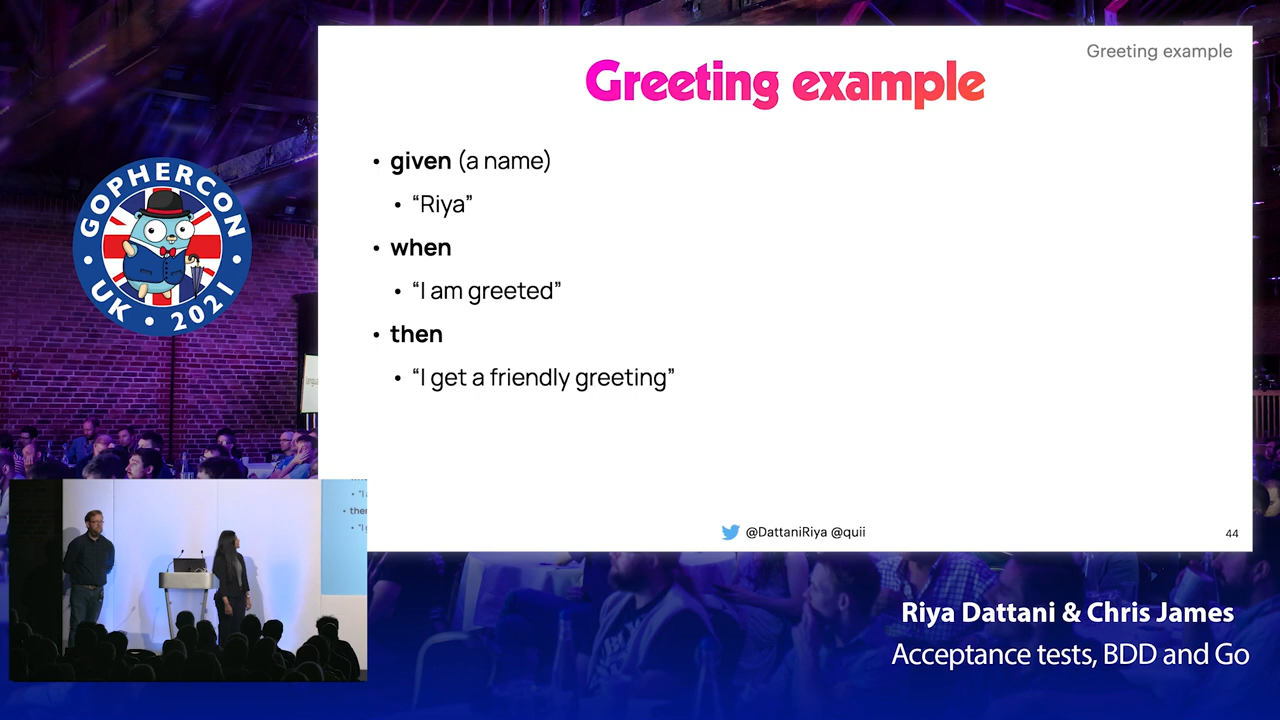 Greeting example
Greeting example
• given (a name)
• “Riya”
• when
• “I am greeted”
• then
• “I get a friendly greeting”
@DattaniRiya @quii
44
GOPHERCON
UK • 2021
Riya Dattani & Chris James
Acceptance tests, BDD and Go